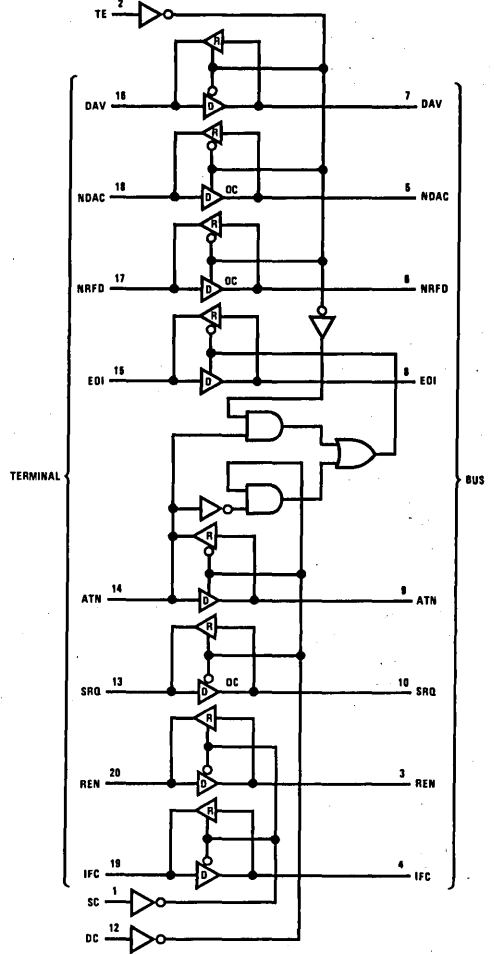 2
TE
R
16 7
DAV D DAV
R
18 OC 5
NDAC D NDAC
R
17 OC 6
NRFD D NRFD
R
15 8
EOI D EOI
TERMINAL BUS
R
14 9
ATN D ATN
R
13 OC 10
SRQ D SRQ
R
20 3
REN D REN
R
19 4
IFC D IFC
1
SC
12
DC